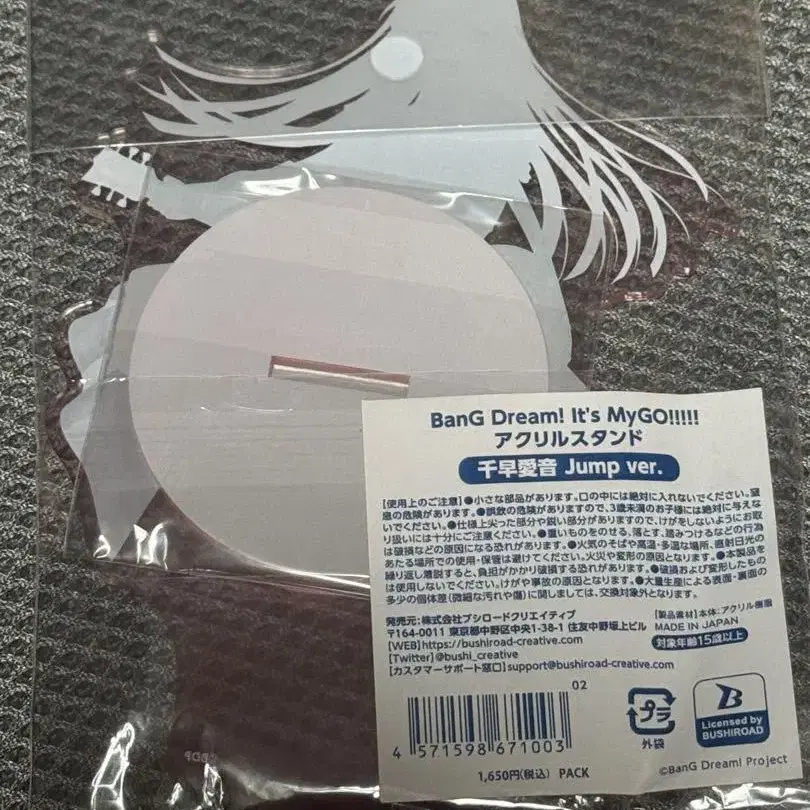 BanG Dream! It's MyGO!!!!!
アクリルスタンド
千早愛音 Jump ver.
【使用上のご注意】●小さな部品があります。口の中には絶対に入れないでください。窒
息の危険があります。●誤飲の危険がありますので、3歳未満のお子様には絶対に与えな
いでください。●仕様上尖った部分や鋭い部分がありますので、けがをしないようにお取
り扱いには十分にご注意ください。●重いものをのせる、落とす、踏みつけるなどの行為
は破損などの原因になる恐れがあります。●火気のそばや高温・多湿な場所、直射日光の
あたる場所での使用・保管は避けてください。火災や変形の原因となります。●本製品を
繰り返し着脱すると、負担がかかり破損する恐れがあります。●破損および変形したもの
は使用しないでください。けがや事故の原因となります。●大量生産による表面・裏面の
多少の個体差(微細な汚れや傷)に関しましては、交換対象外となります。
発売元:株式会社ブシロードクリエイティブ
〒164-0011 東京都中野区中央1-38-1 住友中野坂上ビル
[WEB]https://bushiroad-creative.com
[Twitter]@bushi_creative
[カスタマーサポート窓口]support@bushiroad-creative.com
[製品素材]本体:アクリル樹脂
MADE IN JAPAN
対象年齢15歳以上
02
4 571598 671003
1,650円(税込) PACK
プラ
外袋
B
Licensed by
BUSHIROAD
©BanG Dream! Project